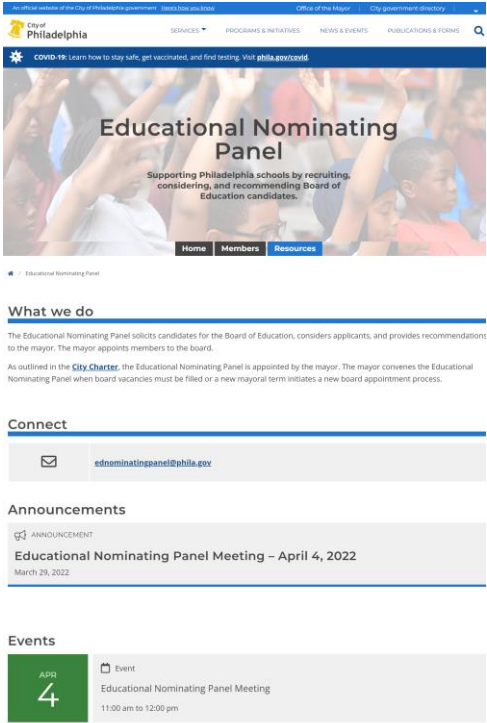 An official website of the City of Philadelphia government Here's how you know
Office of the Mayor City government directory
City of
Philadelphia
SERVICES PROGRAMS & INITIATIVES NEWS & EVENTS PUBLICATIONS & FORMS
COVID-19: Learn how to stay safe, get vaccinated, and find testing. Visit phila.gov/covid.
Educational Nominating
Panel
Supporting Philadelphia schools by recruiting,
considering, and recommending Board of
Education candidates.
Home Members Resources
Educational Nominating Panel
What we do
The Educational Nominating Panel solicits candidates for the Board of Education, considers applicants, and provides recommendations
to the mayor. The mayor appoints members to the board.
As outlined in the City Charter, the Educational Nominating Panel is appointed by the mayor. The mayor convenes the Educational
Nominating Panel when board vacancies must be filled or a new mayoral term initiates a new board appointment process.
Connect
ednominatingpanel@phila.gov
Announcements
ANNOUNCEMENT
Educational Nominating Panel Meeting – April 4, 2022
March 29, 2022
Events
APR
4
Event
Educational Nominating Panel Meeting
11:00 am to 12:00 pm